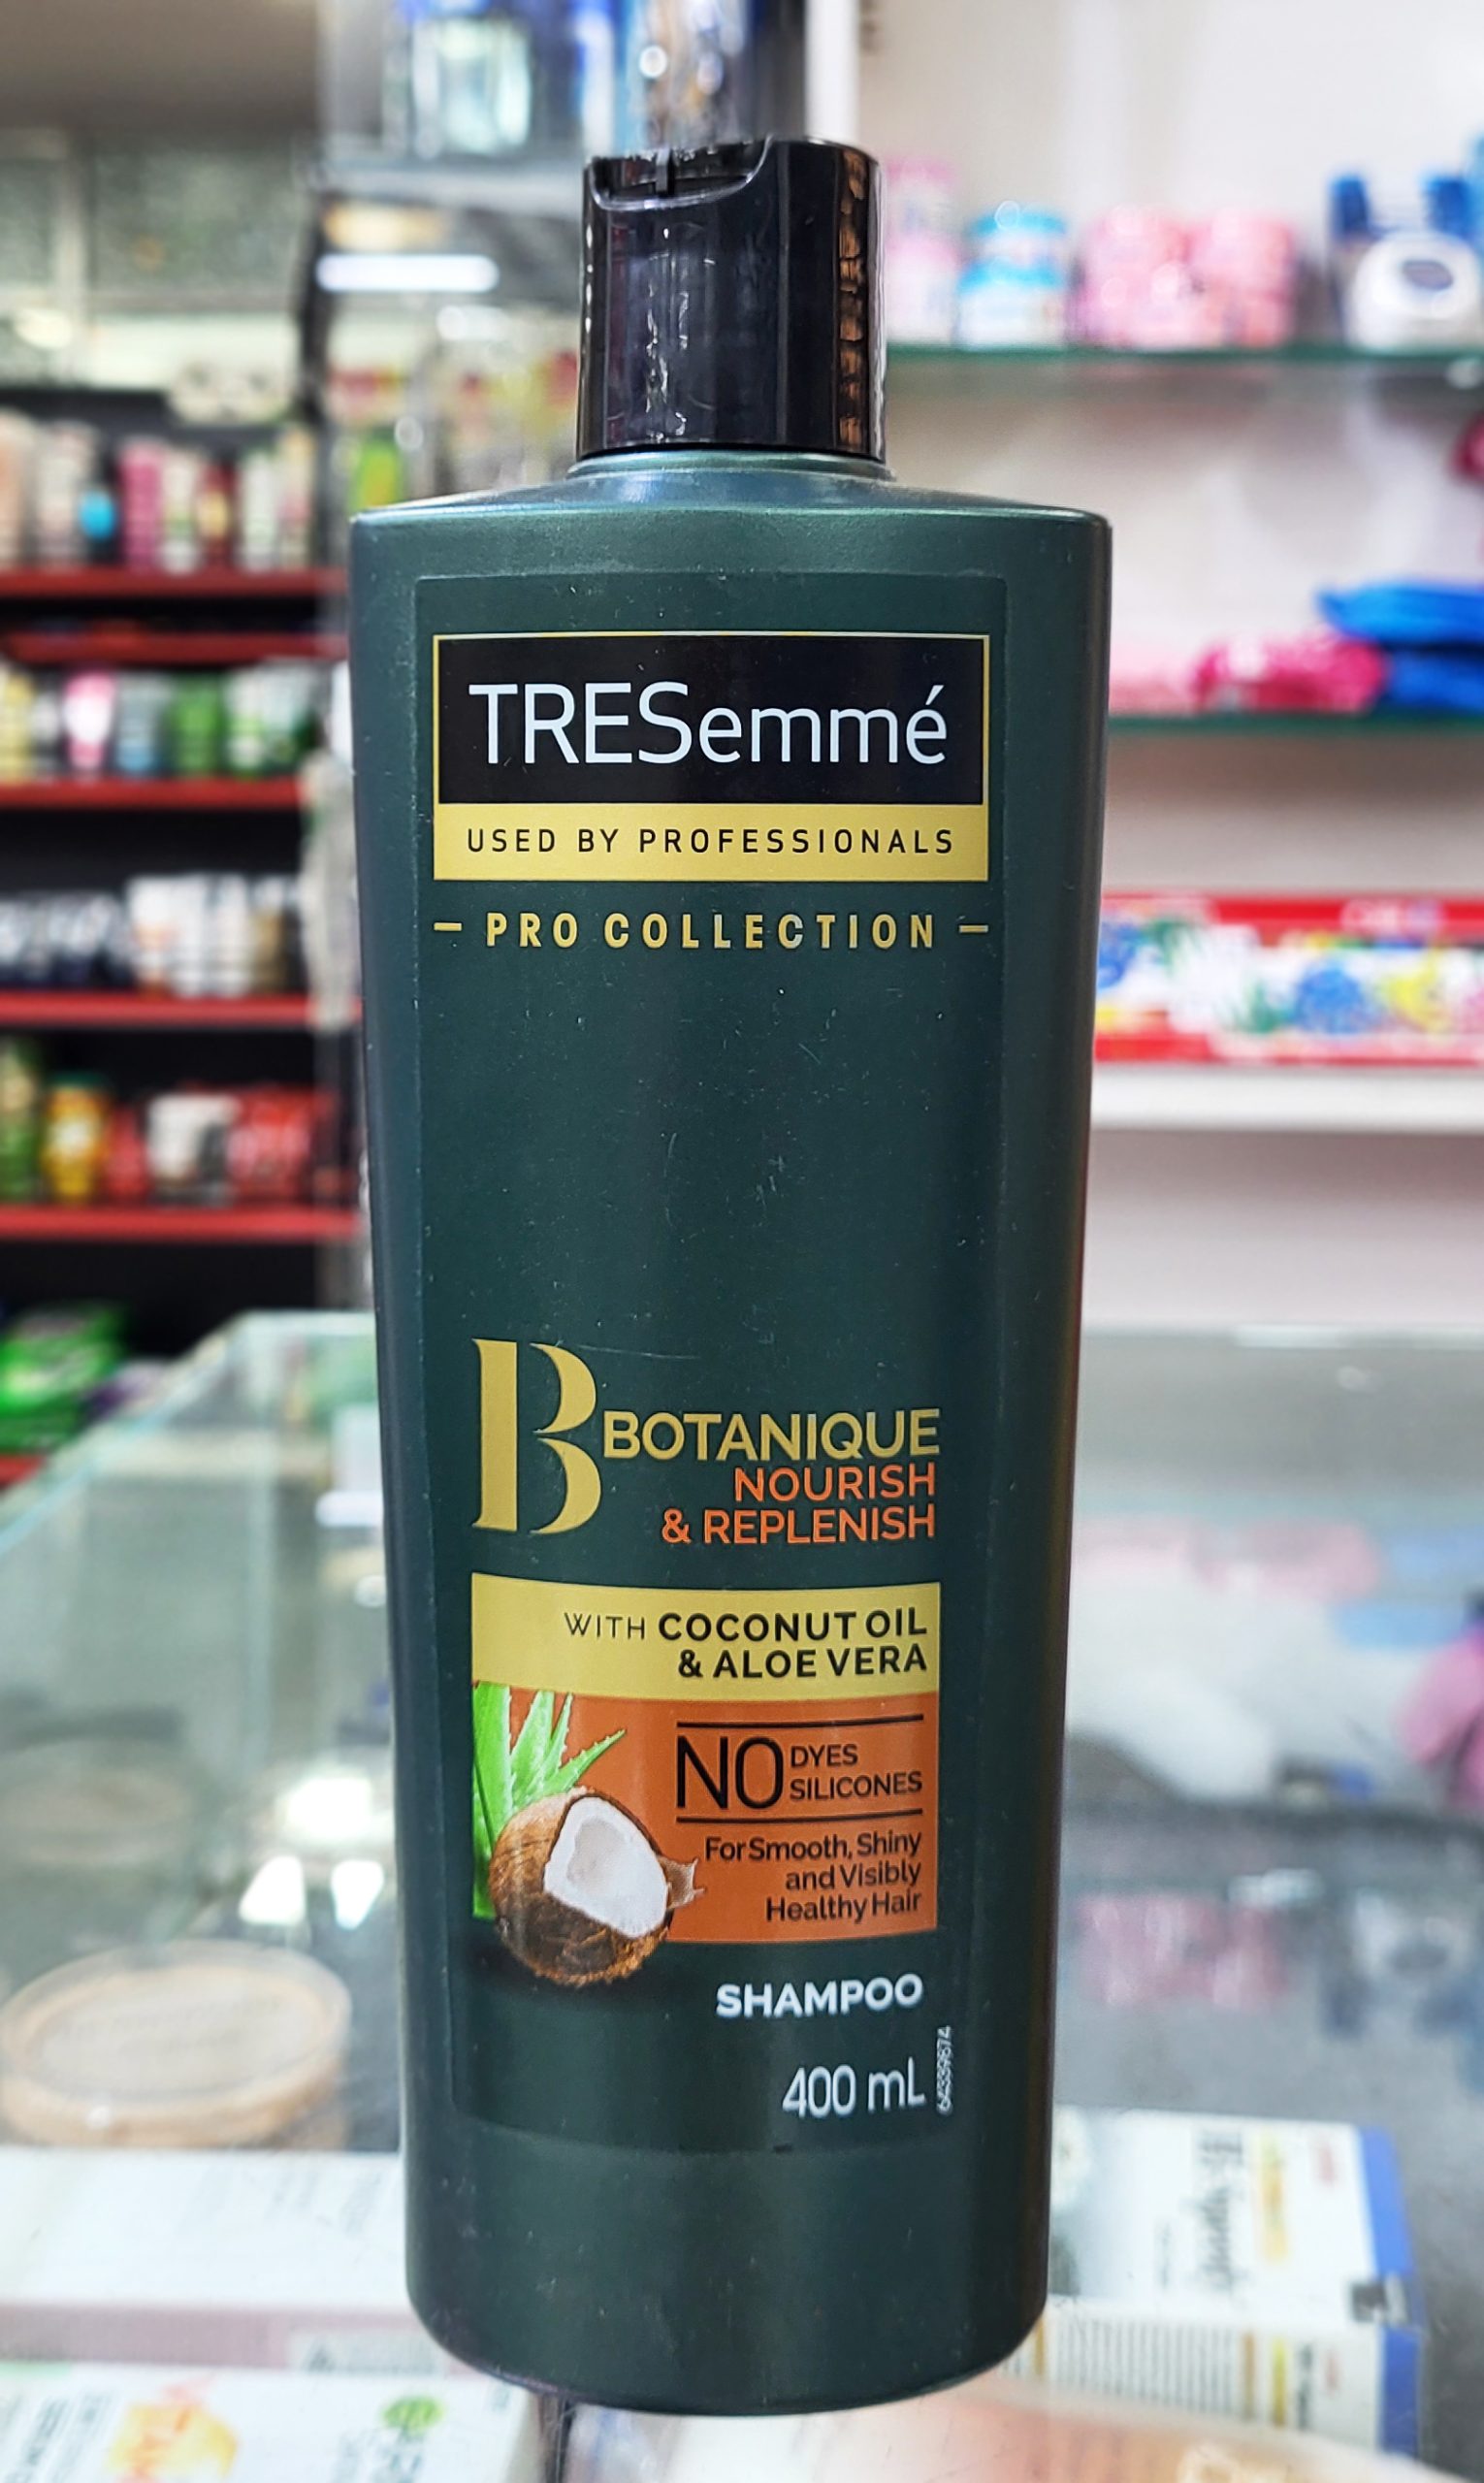 TRESemmé
USED BY PROFESSIONALS
– PRO COLLECTION –
B BOTANIQUE
NOURISH
& REPLENISH
WITH COCONUT OIL
& ALOE VERA
NO DYES
SILICONES
For Smooth, Shiny
and Visibly
Healthy Hair
SHAMPOO
400 mL
64339874